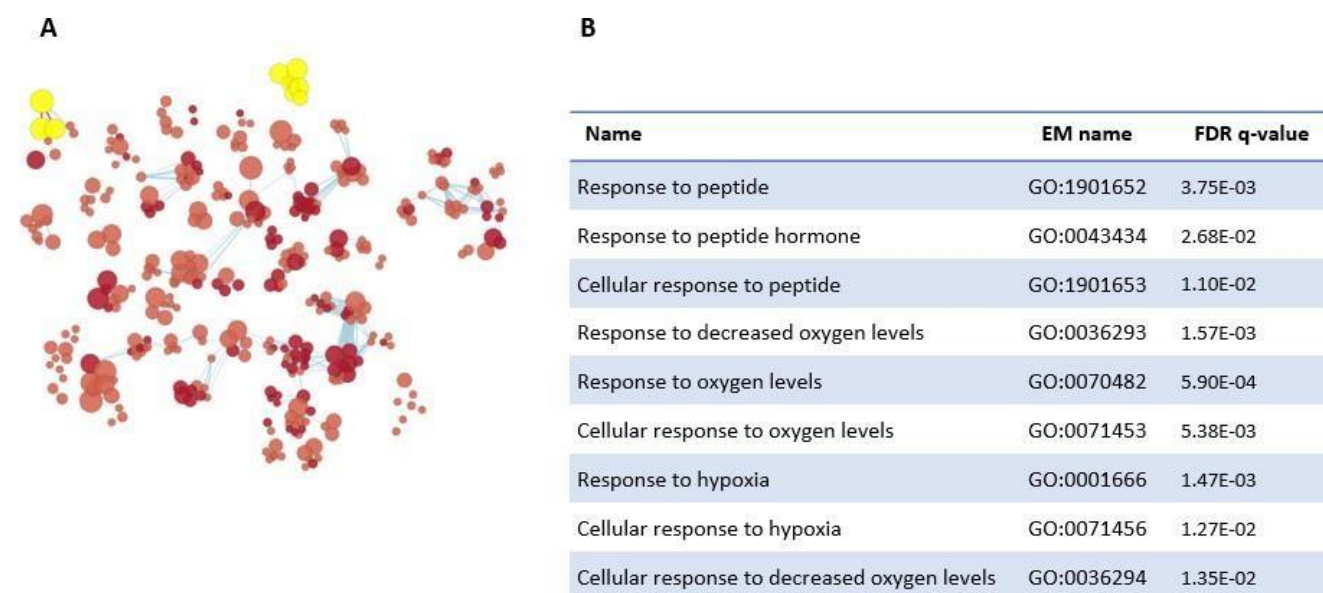 A
B
Name EM name FDR q-value
Response to peptide GO:1901652 3.75E-03
Response to peptide hormone GO:0043434 2.68E-02
Cellular response to peptide GO:1901653 1.10E-02
Response to decreased oxygen levels GO:0036293 1.57E-03
Response to oxygen levels GO:0070482 5.90E-04
Cellular response to oxygen levels GO:0071453 5.38E-03
Response to hypoxia GO:0001666 1.47E-03
Cellular response to hypoxia GO:0071456 1.27E-02
Cellular response to decreased oxygen levels GO:0036294 1.35E-02